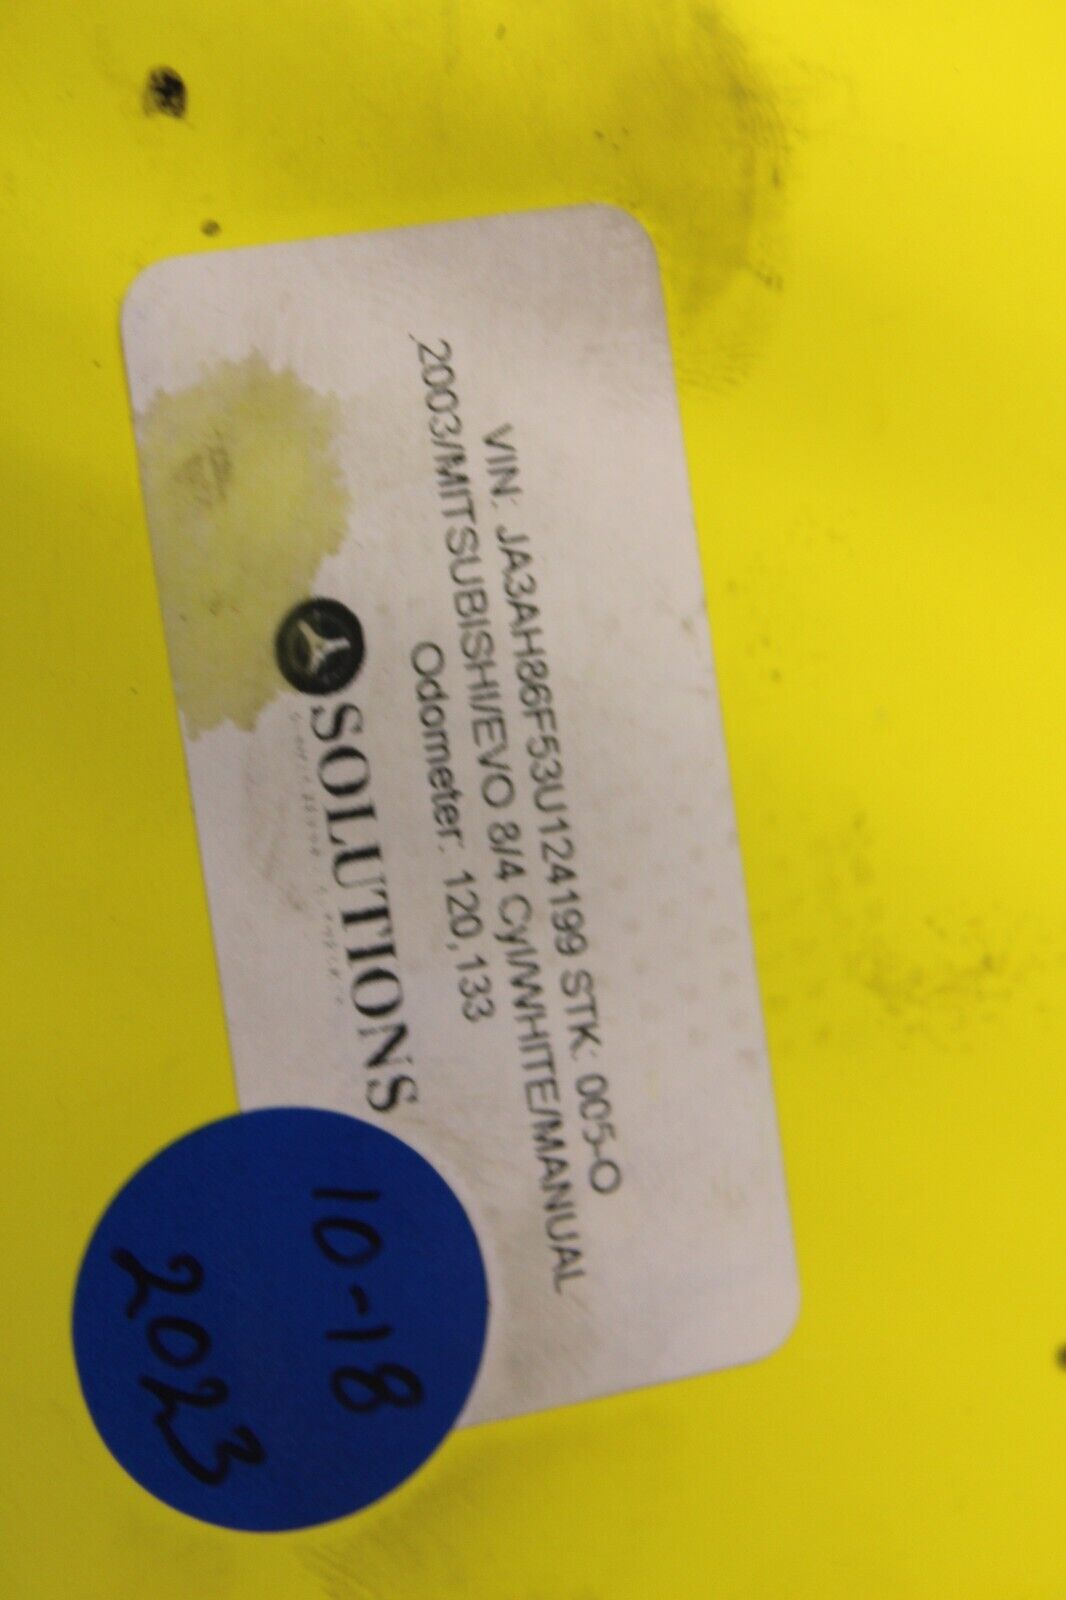 VIN: JA3AH86F53U124199 STK: 005-O
2003/MITSUBISHI/EVO 8/4 Cyl/WHITE/MANUAL
Odometer: 120,133
SOLUTIONS
10-18
2023